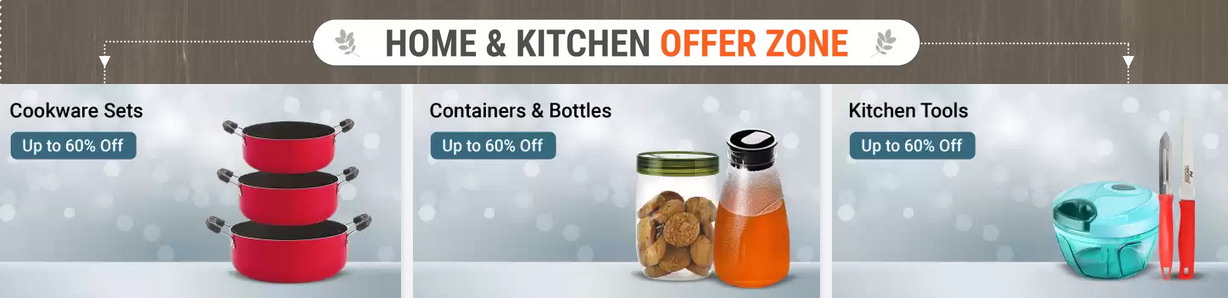 HOME & KITCHEN OFFER ZONE
Cookware Sets
Up to 60% Off
Containers & Bottles
Up to 60% Off
Kitchen Tools
Up to 60% Off